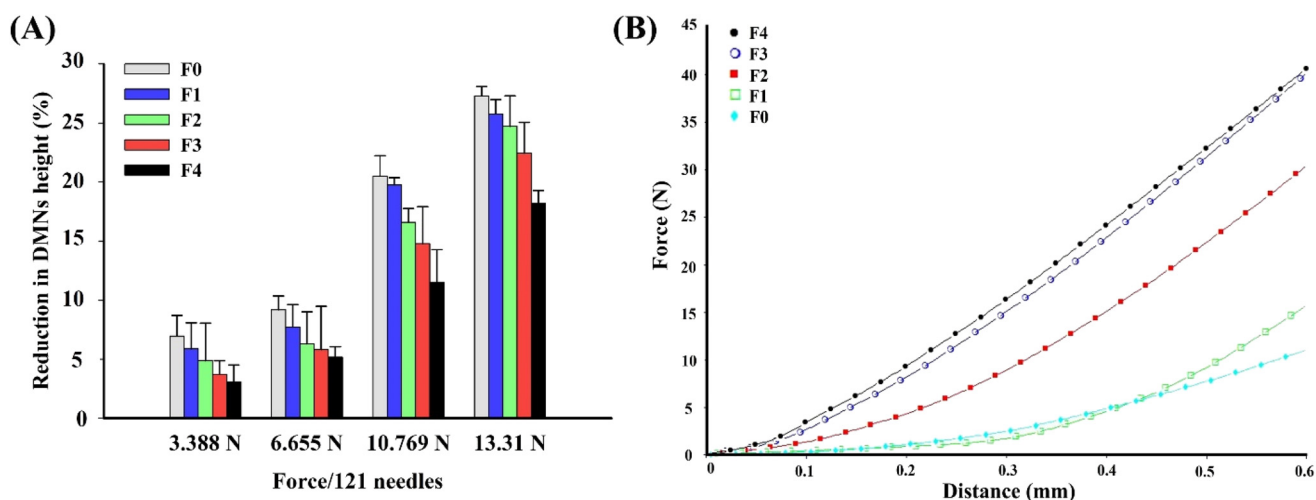 (A)
Reduction in DMNs height (%)
30
25
20
15
10
5
0
F0
F1
F2
F3
F4
3.388 N 6.655 N 10.769 N 13.31 N
Force/121 needles
(B)
Force (N)
45
40
35
30
25
20
15
10
5
0
F4
F3
F2
F1
F0
0 0.1 0.2 0.3 0.4 0.5 0.6
Distance (mm)